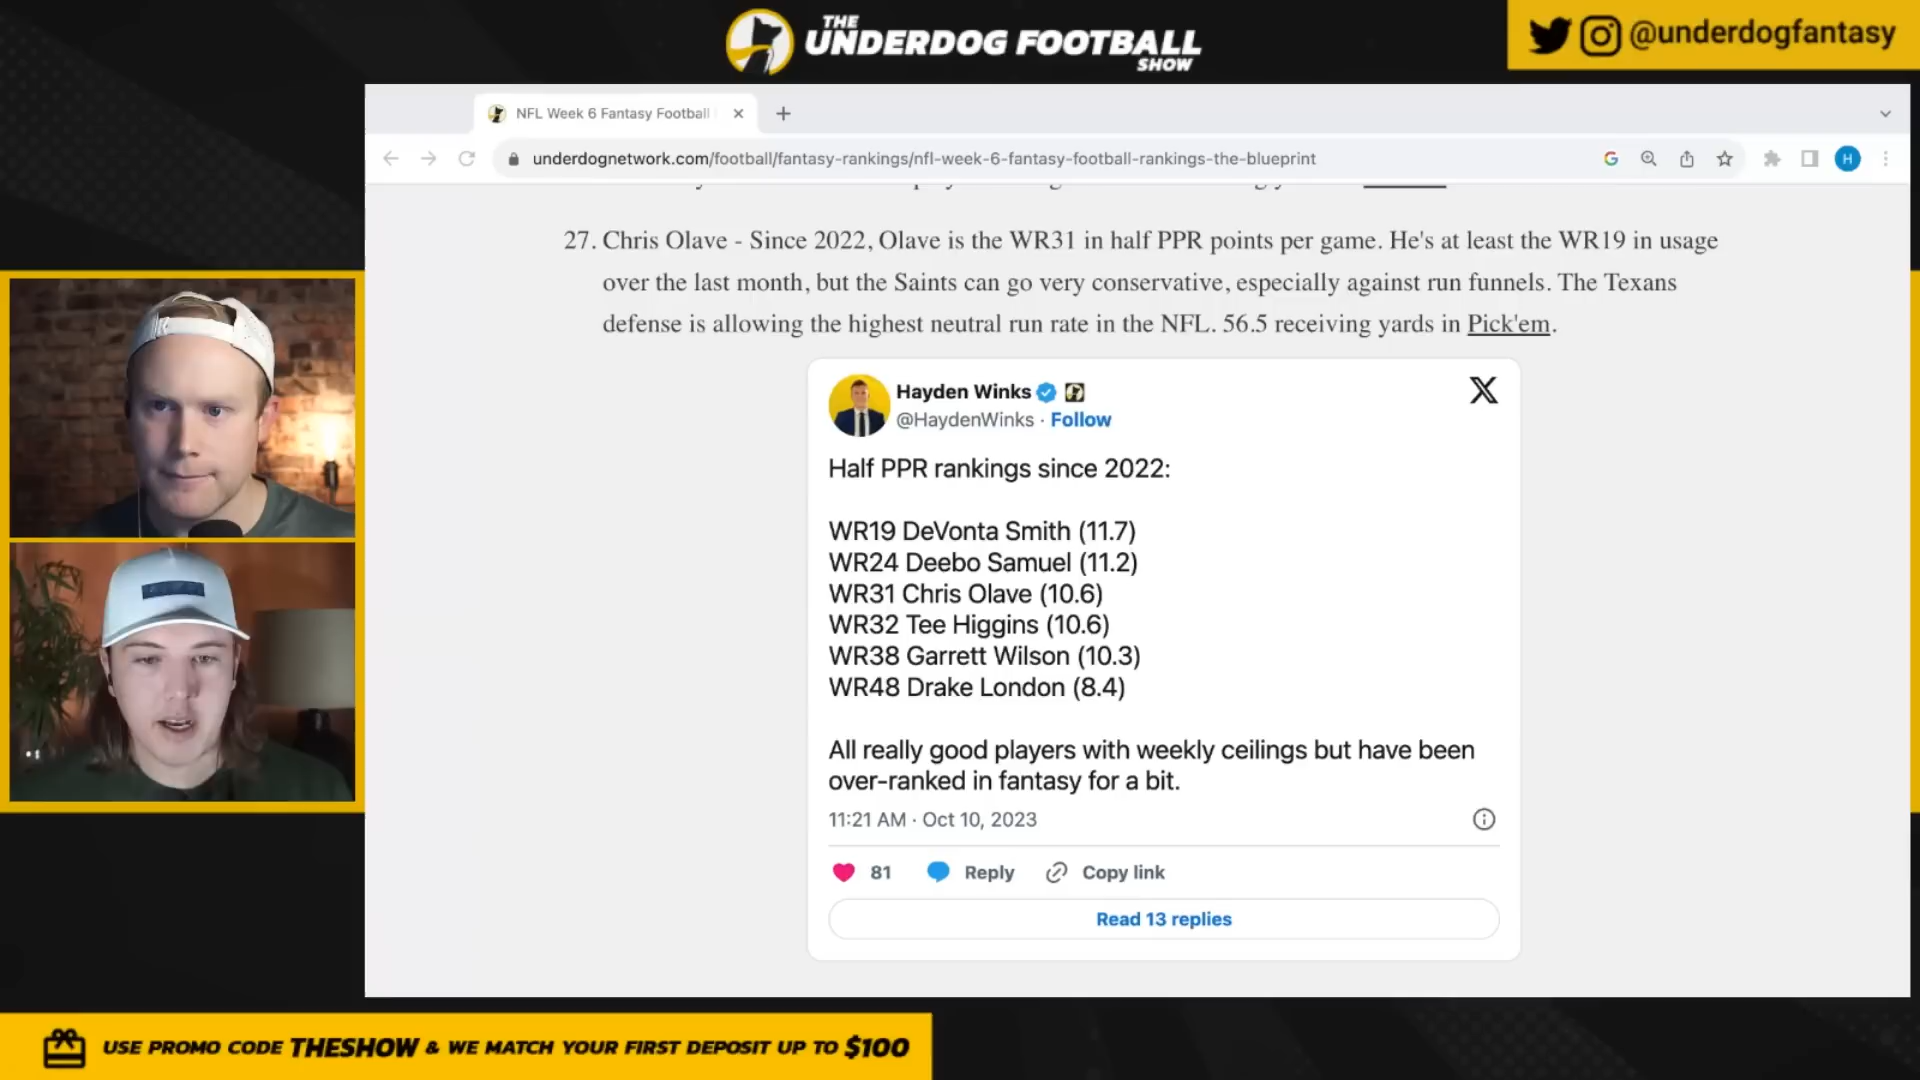 THE
UNDERDOG FOOTBALL
SHOW
@underdogfantasy
NFL Week 6 Fantasy Football
underdognetwork.com/football/fantasy-rankings/nfl-week-6-fantasy-football-rankings-the-blueprint
H
27. Chris Olave - Since 2022, Olave is the WR31 in half PPR points per game. He's at least the WR19 in usage
over the last month, but the Saints can go very conservative, especially against run funnels. The Texans
defense is allowing the highest neutral run rate in the NFL. 56.5 receiving yards in Pick'em.
Hayden Winks
@HaydenWinks · Follow
Half PPR rankings since 2022:
WR19 DeVonta Smith (11.7)
WR24 Deebo Samuel (11.2)
WR31 Chris Olave (10.6)
WR32 Tee Higgins (10.6)
WR38 Garrett Wilson (10.3)
WR48 Drake London (8.4)
All really good players with weekly ceilings but have been
over-ranked in fantasy for a bit.
11:21 AM · Oct 10, 2023
81 Reply Copy link
Read 13 replies
USE PROMO CODE THESHOW & WE MATCH YOUR FIRST DEPOSIT UP TO $100